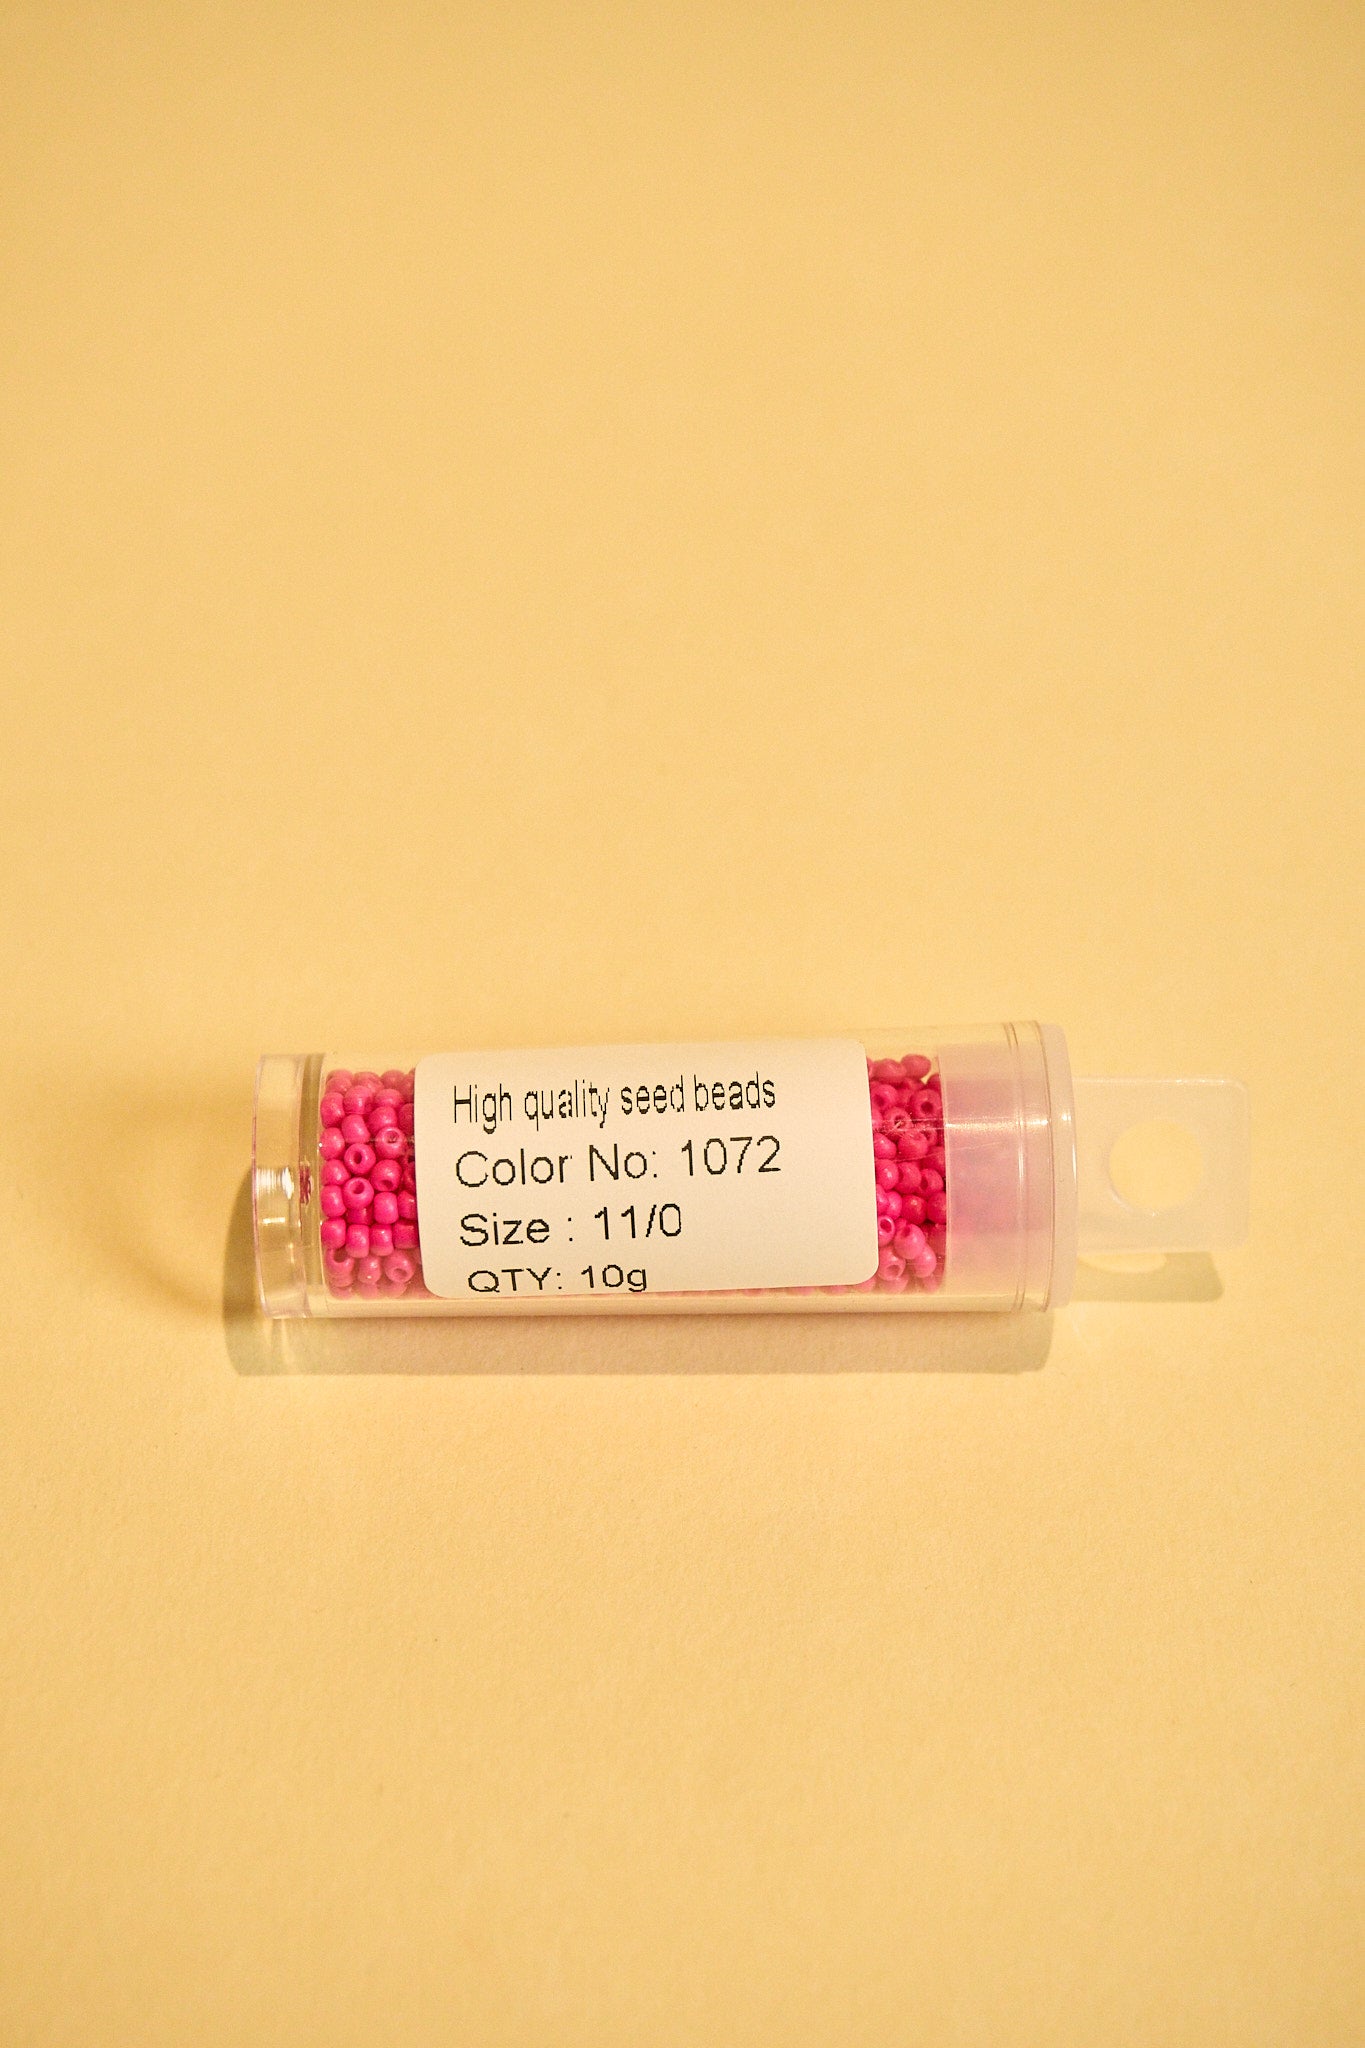 High quality seed beads
Color No: 1072
Size : 11/0
QTY: 10g